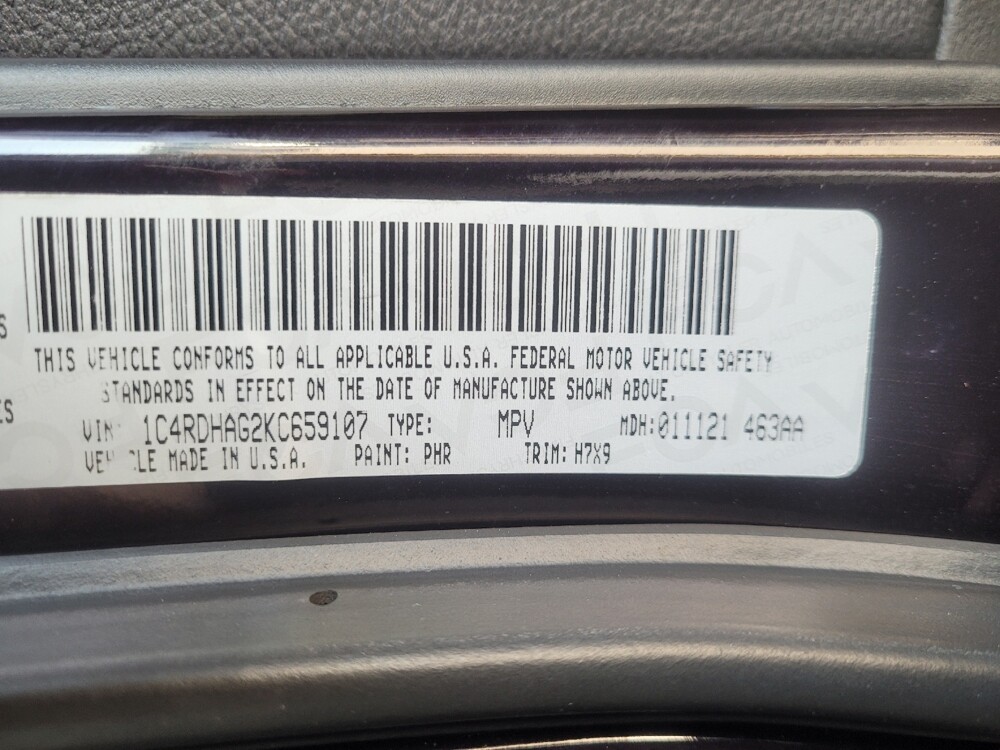 THIS VEHICLE CONFORMS TO ALL APPLICABLE U.S.A. FEDERAL MOTOR VEHICLE SAFETY
STANDARDS IN EFFECT ON THE DATE OF MANUFACTURE SHOWN ABOVE.
VIN: 1C4RDHAG2KC659107 TYPE: MPV MDH:011121 463AA
VEHICLE MADE IN U.S.A. PAINT: PHR TRIM: H7X9